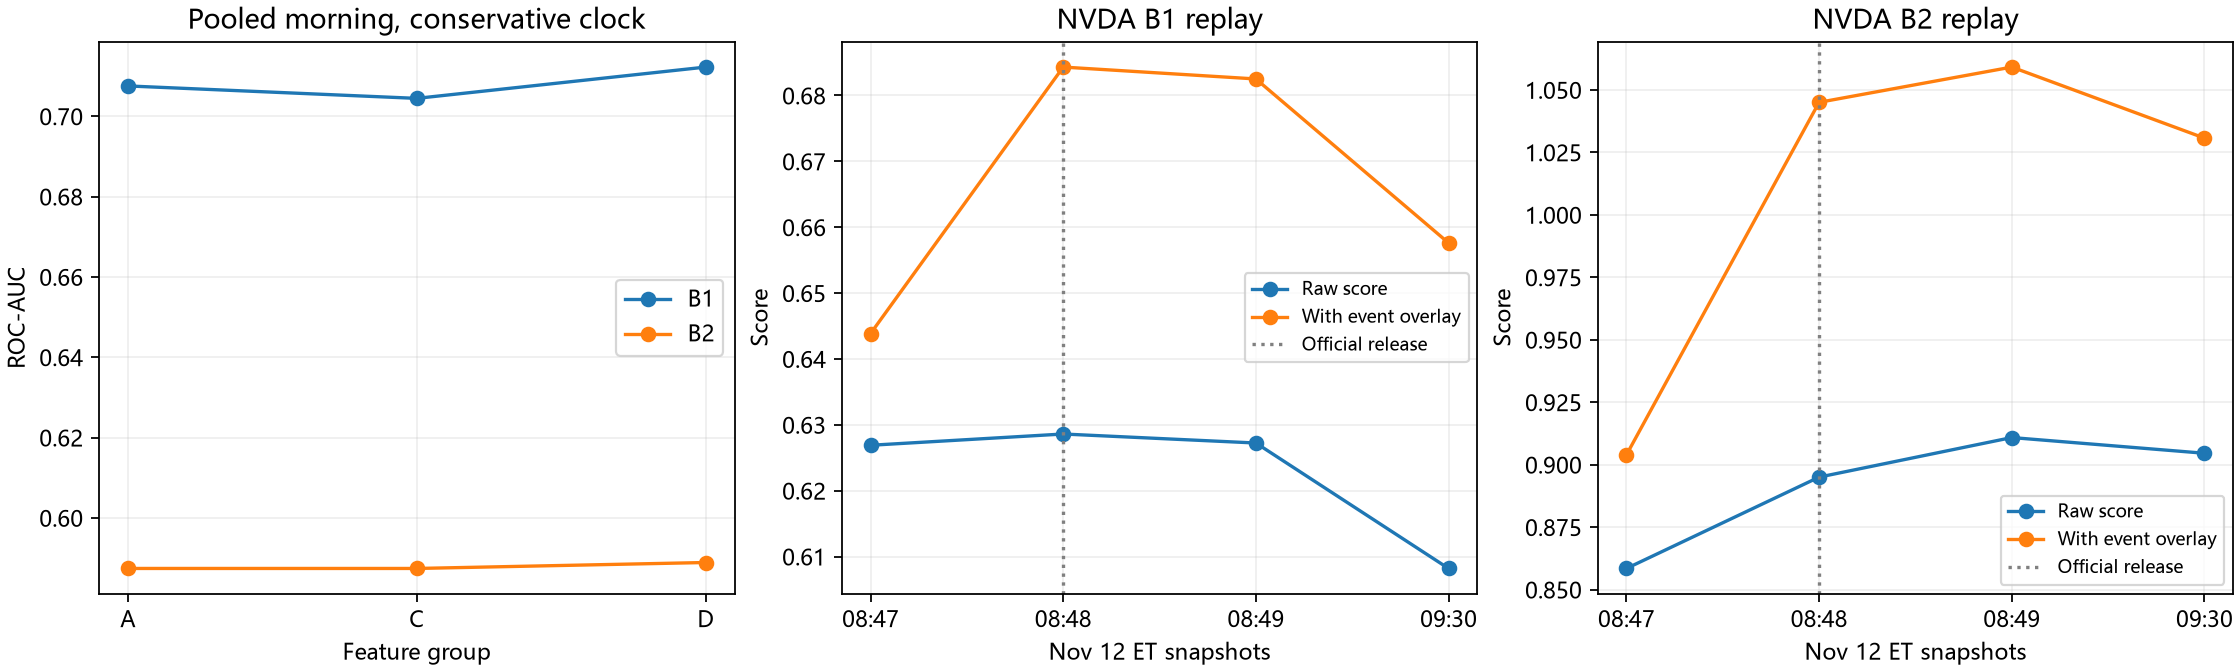 Pooled morning, conservative clock
ROC-AUC
0.70
0.68
0.66
0.64
0.62
0.60
B1
B2
A C D
Feature group
NVDA B1 replay
Score
0.68
0.67
0.66
0.65
0.64
0.63
0.62
0.61
Raw score
With event overlay
Official release
08:47 08:48 08:49 09:30
Nov 12 ET snapshots
NVDA B2 replay
Score
1.050
1.025
1.000
0.975
0.950
0.925
0.900
0.875
0.850
Raw score
With event overlay
Official release
08:47 08:48 08:49 09:30
Nov 12 ET snapshots